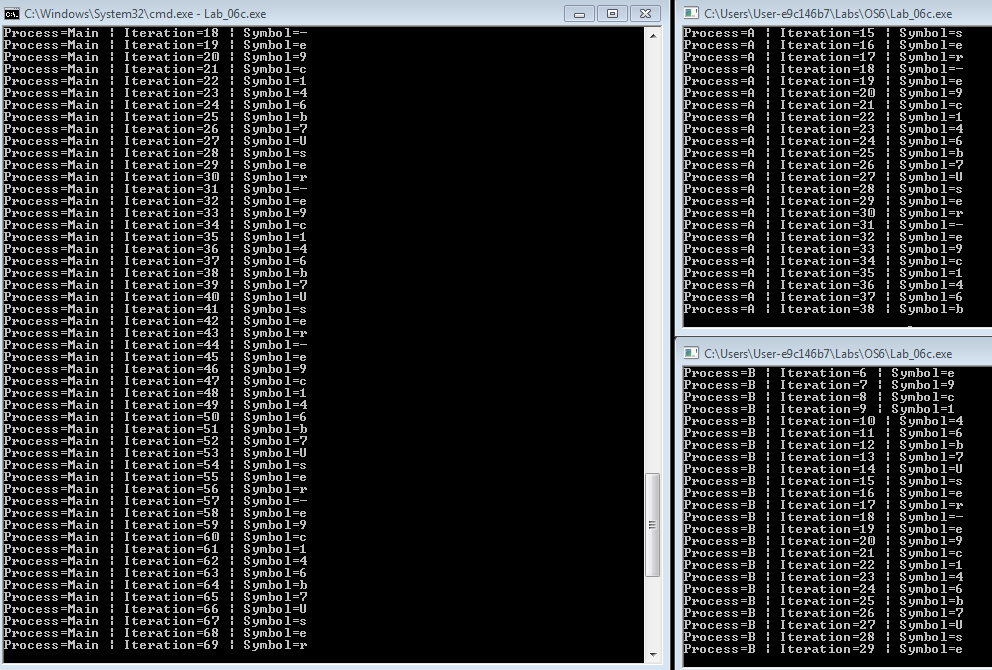 C:\Windows\System32\cmd.exe - Lab_06c.exe
Process=Main ¦ Iteration=18 ¦ Symbol=-
Process=Main ¦ Iteration=19 ¦ Symbol=e
Process=Main ¦ Iteration=20 ¦ Symbol=9
Process=Main ¦ Iteration=21 ¦ Symbol=c
Process=Main ¦ Iteration=22 ¦ Symbol=1
Process=Main ¦ Iteration=23 ¦ Symbol=4
Process=Main ¦ Iteration=24 ¦ Symbol=6
Process=Main ¦ Iteration=25 ¦ Symbol=b
Process=Main ¦ Iteration=26 ¦ Symbol=7
Process=Main ¦ Iteration=27 ¦ Symbol=U
Process=Main ¦ Iteration=28 ¦ Symbol=s
Process=Main ¦ Iteration=29 ¦ Symbol=e
Process=Main ¦ Iteration=30 ¦ Symbol=r
Process=Main ¦ Iteration=31 ¦ Symbol=-
Process=Main ¦ Iteration=32 ¦ Symbol=e
Process=Main ¦ Iteration=33 ¦ Symbol=9
Process=Main ¦ Iteration=34 ¦ Symbol=c
Process=Main ¦ Iteration=35 ¦ Symbol=1
Process=Main ¦ Iteration=36 ¦ Symbol=4
Process=Main ¦ Iteration=37 ¦ Symbol=6
Process=Main ¦ Iteration=38 ¦ Symbol=b
Process=Main ¦ Iteration=39 ¦ Symbol=7
Process=Main ¦ Iteration=40 ¦ Symbol=U
Process=Main ¦ Iteration=41 ¦ Symbol=s
Process=Main ¦ Iteration=42 ¦ Symbol=e
Process=Main ¦ Iteration=43 ¦ Symbol=r
Process=Main ¦ Iteration=44 ¦ Symbol=-
Process=Main ¦ Iteration=45 ¦ Symbol=e
Process=Main ¦ Iteration=46 ¦ Symbol=9
Process=Main ¦ Iteration=47 ¦ Symbol=c
Process=Main ¦ Iteration=48 ¦ Symbol=1
Process=Main ¦ Iteration=49 ¦ Symbol=4
Process=Main ¦ Iteration=50 ¦ Symbol=6
Process=Main ¦ Iteration=51 ¦ Symbol=b
Process=Main ¦ Iteration=52 ¦ Symbol=7
Process=Main ¦ Iteration=53 ¦ Symbol=U
Process=Main ¦ Iteration=54 ¦ Symbol=s
Process=Main ¦ Iteration=55 ¦ Symbol=e
Process=Main ¦ Iteration=56 ¦ Symbol=r
Process=Main ¦ Iteration=57 ¦ Symbol=-
Process=Main ¦ Iteration=58 ¦ Symbol=e
Process=Main ¦ Iteration=59 ¦ Symbol=9
Process=Main ¦ Iteration=60 ¦ Symbol=c
Process=Main ¦ Iteration=61 ¦ Symbol=1
Process=Main ¦ Iteration=62 ¦ Symbol=4
Process=Main ¦ Iteration=63 ¦ Symbol=6
Process=Main ¦ Iteration=64 ¦ Symbol=b
Process=Main ¦ Iteration=65 ¦ Symbol=7
Process=Main ¦ Iteration=66 ¦ Symbol=U
Process=Main ¦ Iteration=67 ¦ Symbol=s
Process=Main ¦ Iteration=68 ¦ Symbol=e
Process=Main ¦ Iteration=69 ¦ Symbol=r
C:\Users\User-e9c146b7\Labs\OS6\Lab_06c.exe
Process=A ¦ Iteration=15 ¦ Symbol=s
Process=A ¦ Iteration=16 ¦ Symbol=e
Process=A ¦ Iteration=17 ¦ Symbol=r
Process=A ¦ Iteration=18 ¦ Symbol=-
Process=A ¦ Iteration=19 ¦ Symbol=e
Process=A ¦ Iteration=20 ¦ Symbol=9
Process=A ¦ Iteration=21 ¦ Symbol=c
Process=A ¦ Iteration=22 ¦ Symbol=1
Process=A ¦ Iteration=23 ¦ Symbol=4
Process=A ¦ Iteration=24 ¦ Symbol=6
Process=A ¦ Iteration=25 ¦ Symbol=b
Process=A ¦ Iteration=26 ¦ Symbol=7
Process=A ¦ Iteration=27 ¦ Symbol=U
Process=A ¦ Iteration=28 ¦ Symbol=s
Process=A ¦ Iteration=29 ¦ Symbol=e
Process=A ¦ Iteration=30 ¦ Symbol=r
Process=A ¦ Iteration=31 ¦ Symbol=-
Process=A ¦ Iteration=32 ¦ Symbol=e
Process=A ¦ Iteration=33 ¦ Symbol=9
Process=A ¦ Iteration=34 ¦ Symbol=c
Process=A ¦ Iteration=35 ¦ Symbol=1
Process=A ¦ Iteration=36 ¦ Symbol=4
Process=A ¦ Iteration=37 ¦ Symbol=6
Process=A ¦ Iteration=38 ¦ Symbol=b
C:\Users\User-e9c146b7\Labs\OS6\Lab_06c.exe
Process=B ¦ Iteration=6 ¦ Symbol=e
Process=B ¦ Iteration=7 ¦ Symbol=9
Process=B ¦ Iteration=8 ¦ Symbol=c
Process=B ¦ Iteration=9 ¦ Symbol=1
Process=B ¦ Iteration=10 ¦ Symbol=4
Process=B ¦ Iteration=11 ¦ Symbol=6
Process=B ¦ Iteration=12 ¦ Symbol=b
Process=B ¦ Iteration=13 ¦ Symbol=7
Process=B ¦ Iteration=14 ¦ Symbol=U
Process=B ¦ Iteration=15 ¦ Symbol=s
Process=B ¦ Iteration=16 ¦ Symbol=e
Process=B ¦ Iteration=17 ¦ Symbol=r
Process=B ¦ Iteration=18 ¦ Symbol=-
Process=B ¦ Iteration=19 ¦ Symbol=e
Process=B ¦ Iteration=20 ¦ Symbol=9
Process=B ¦ Iteration=21 ¦ Symbol=c
Process=B ¦ Iteration=22 ¦ Symbol=1
Process=B ¦ Iteration=23 ¦ Symbol=4
Process=B ¦ Iteration=24 ¦ Symbol=6
Process=B ¦ Iteration=25 ¦ Symbol=b
Process=B ¦ Iteration=26 ¦ Symbol=7
Process=B ¦ Iteration=27 ¦ Symbol=U
Process=B ¦ Iteration=28 ¦ Symbol=s
Process=B ¦ Iteration=29 ¦ Symbol=e